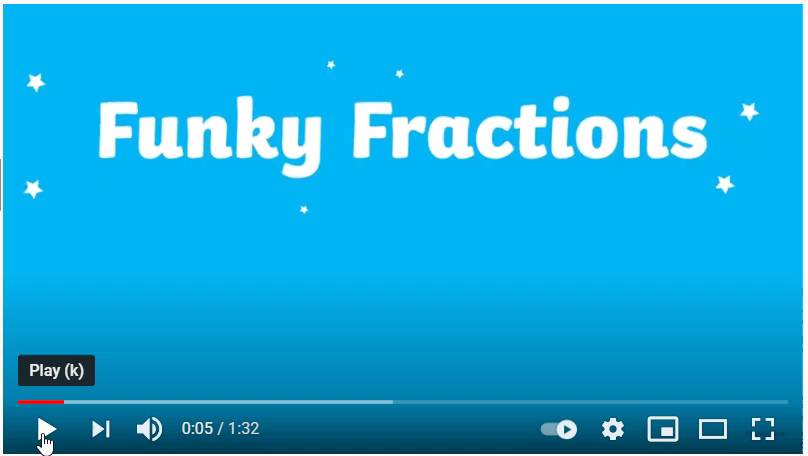 Funky Fractions
Play (k)
0:05 / 1:32